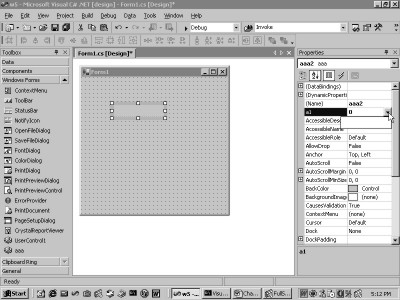 w5 - Microsoft Visual C# .NET [design] - Form1.cs [Design]*
File Edit View Project Build Debug Data Tools Window Help
Debug
Invoke
Toolbox
Data
Components
Windows Forms
ContextMenu
ToolBar
StatusBar
NotifyIcon
OpenFileDialog
SaveFileDialog
FontDialog
ColorDialog
PrintDialog
PrintPreviewDialog
PrintPreviewControl
ErrorProvider
PrintDocument
PageSetupDialog
CrystalReportViewer
UserControl1
aaa
Clipboard Ring
General
Form1.cs [Design]*
Form1
Properties
aaa2 aaa
(DataBindings)
(DynamicProperti
(Name) aaa2
a1 0
AccessibleDesc
AccessibleName
AccessibleRole Default
AllowDrop False
Anchor Top, Left
AutoScroll False
AutoScrollMargin 0, 0
AutoScrollMinSize 0, 0
BackColor Control
BackgroundImage (none)
CausesValidation True
ContextMenu (none)
Cursor Default
Dock None
DockPadding
a1
Ready
Start
w5 - ...
5:12 PM